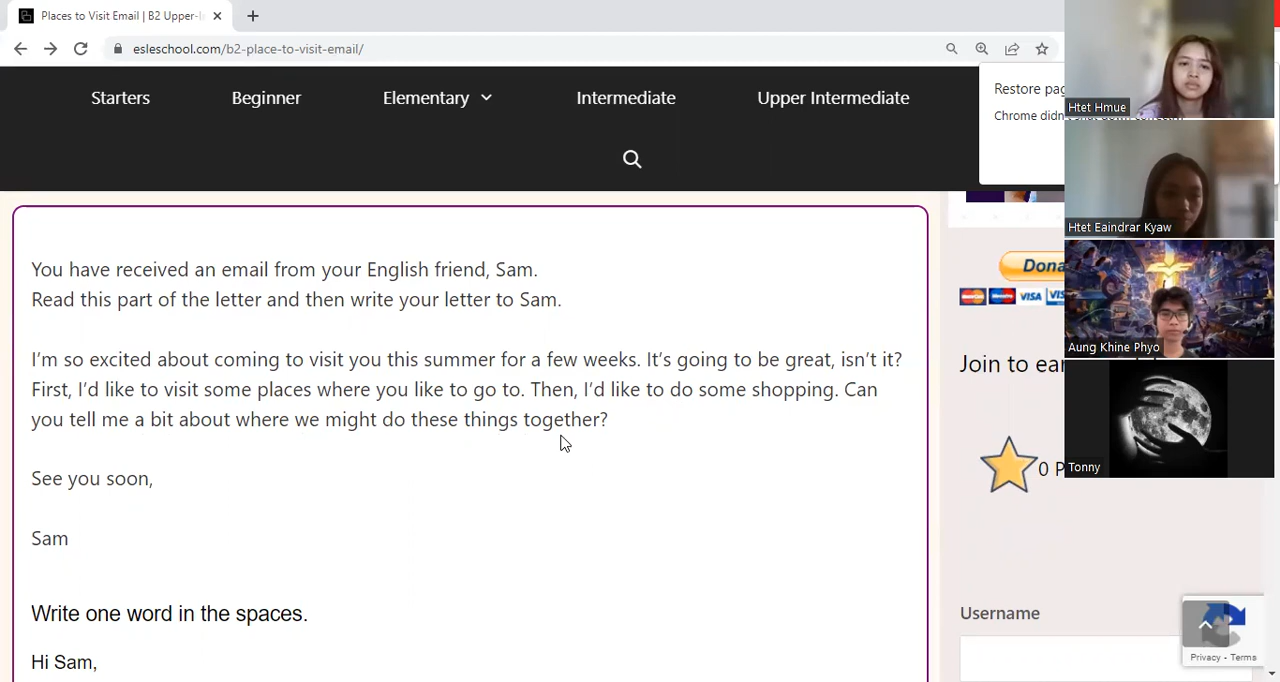 Places to Visit Email | B2 Upper-
esleschool.com/b2-place-to-visit-email/
Starters Beginner Elementary Intermediate Upper Intermediate
Restore pag
Chrome didn
You have received an email from your English friend, Sam.
Read this part of the letter and then write your letter to Sam.
I'm so excited about coming to visit you this summer for a few weeks. It's going to be great, isn't it?
First, I'd like to visit some places where you like to go to. Then, I'd like to do some shopping. Can
you tell me a bit about where we might do these things together?
See you soon,
Sam
Write one word in the spaces.
Hi Sam,
Htet Hmue
Htet Eaindrar Kyaw
Aung Khine Phyo
Tonny
Dona
VISA
Join to ear
0 P
Username
Privacy - Terms